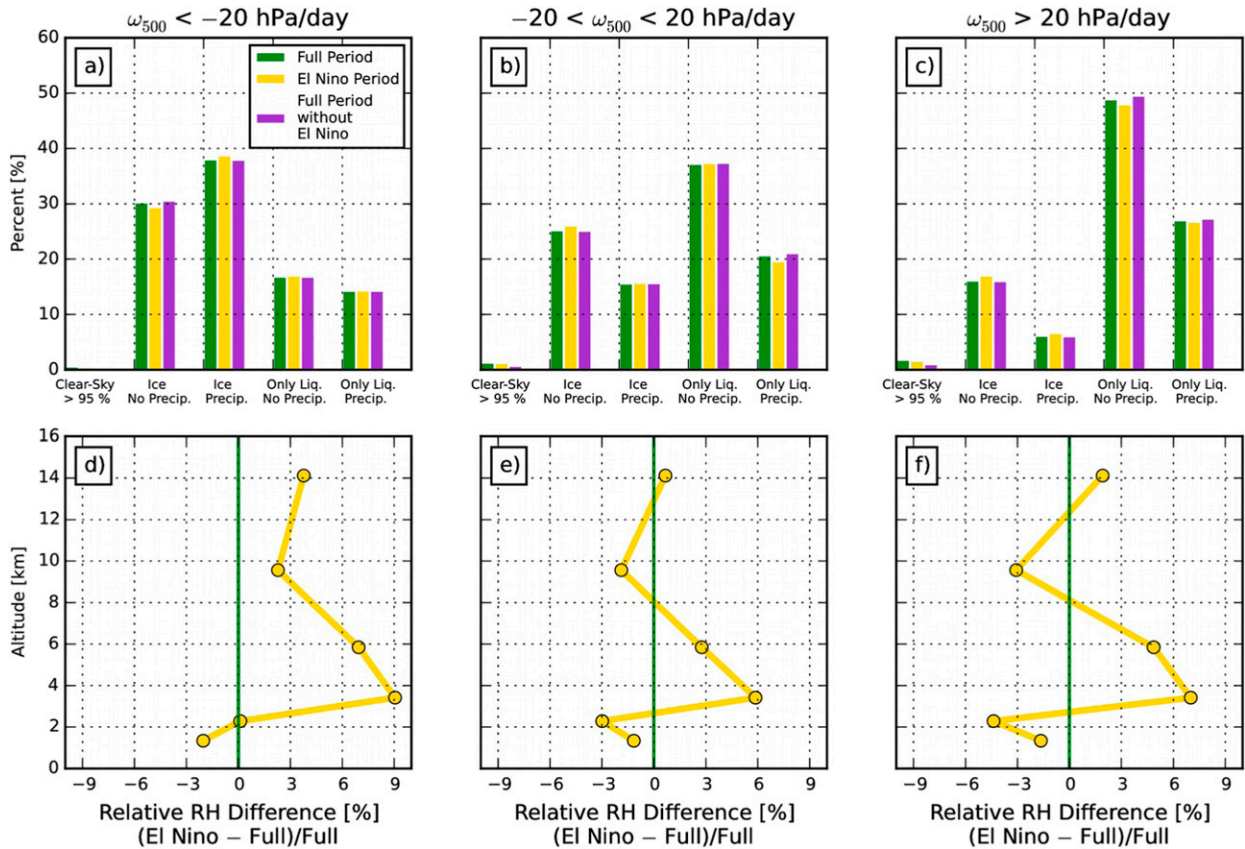 ω500 < −20 hPa/day
−20 < ω500 < 20 hPa/day
ω500 > 20 hPa/day
a)
Full Period
El Nino Period
Full Period
without
El Nino
b)
c)
Percent [%]
60
50
40
30
20
10
0
Clear-Sky
> 95 %
Ice
No Precip.
Ice
Precip.
Only Liq.
No Precip.
Only Liq.
Precip.
Clear-Sky
> 95 %
Ice
No Precip.
Ice
Precip.
Only Liq.
No Precip.
Only Liq.
Precip.
Clear-Sky
> 95 %
Ice
No Precip.
Ice
Precip.
Only Liq.
No Precip.
Only Liq.
Precip.
d)
e)
f)
Altitude [km]
16
14
12
10
8
6
4
2
0
−9 −6 −3 0 3 6 9
−9 −6 −3 0 3 6 9
−9 −6 −3 0 3 6 9
Relative RH Difference [%]
(El Nino − Full)/Full
Relative RH Difference [%]
(El Nino − Full)/Full
Relative RH Difference [%]
(El Nino − Full)/Full